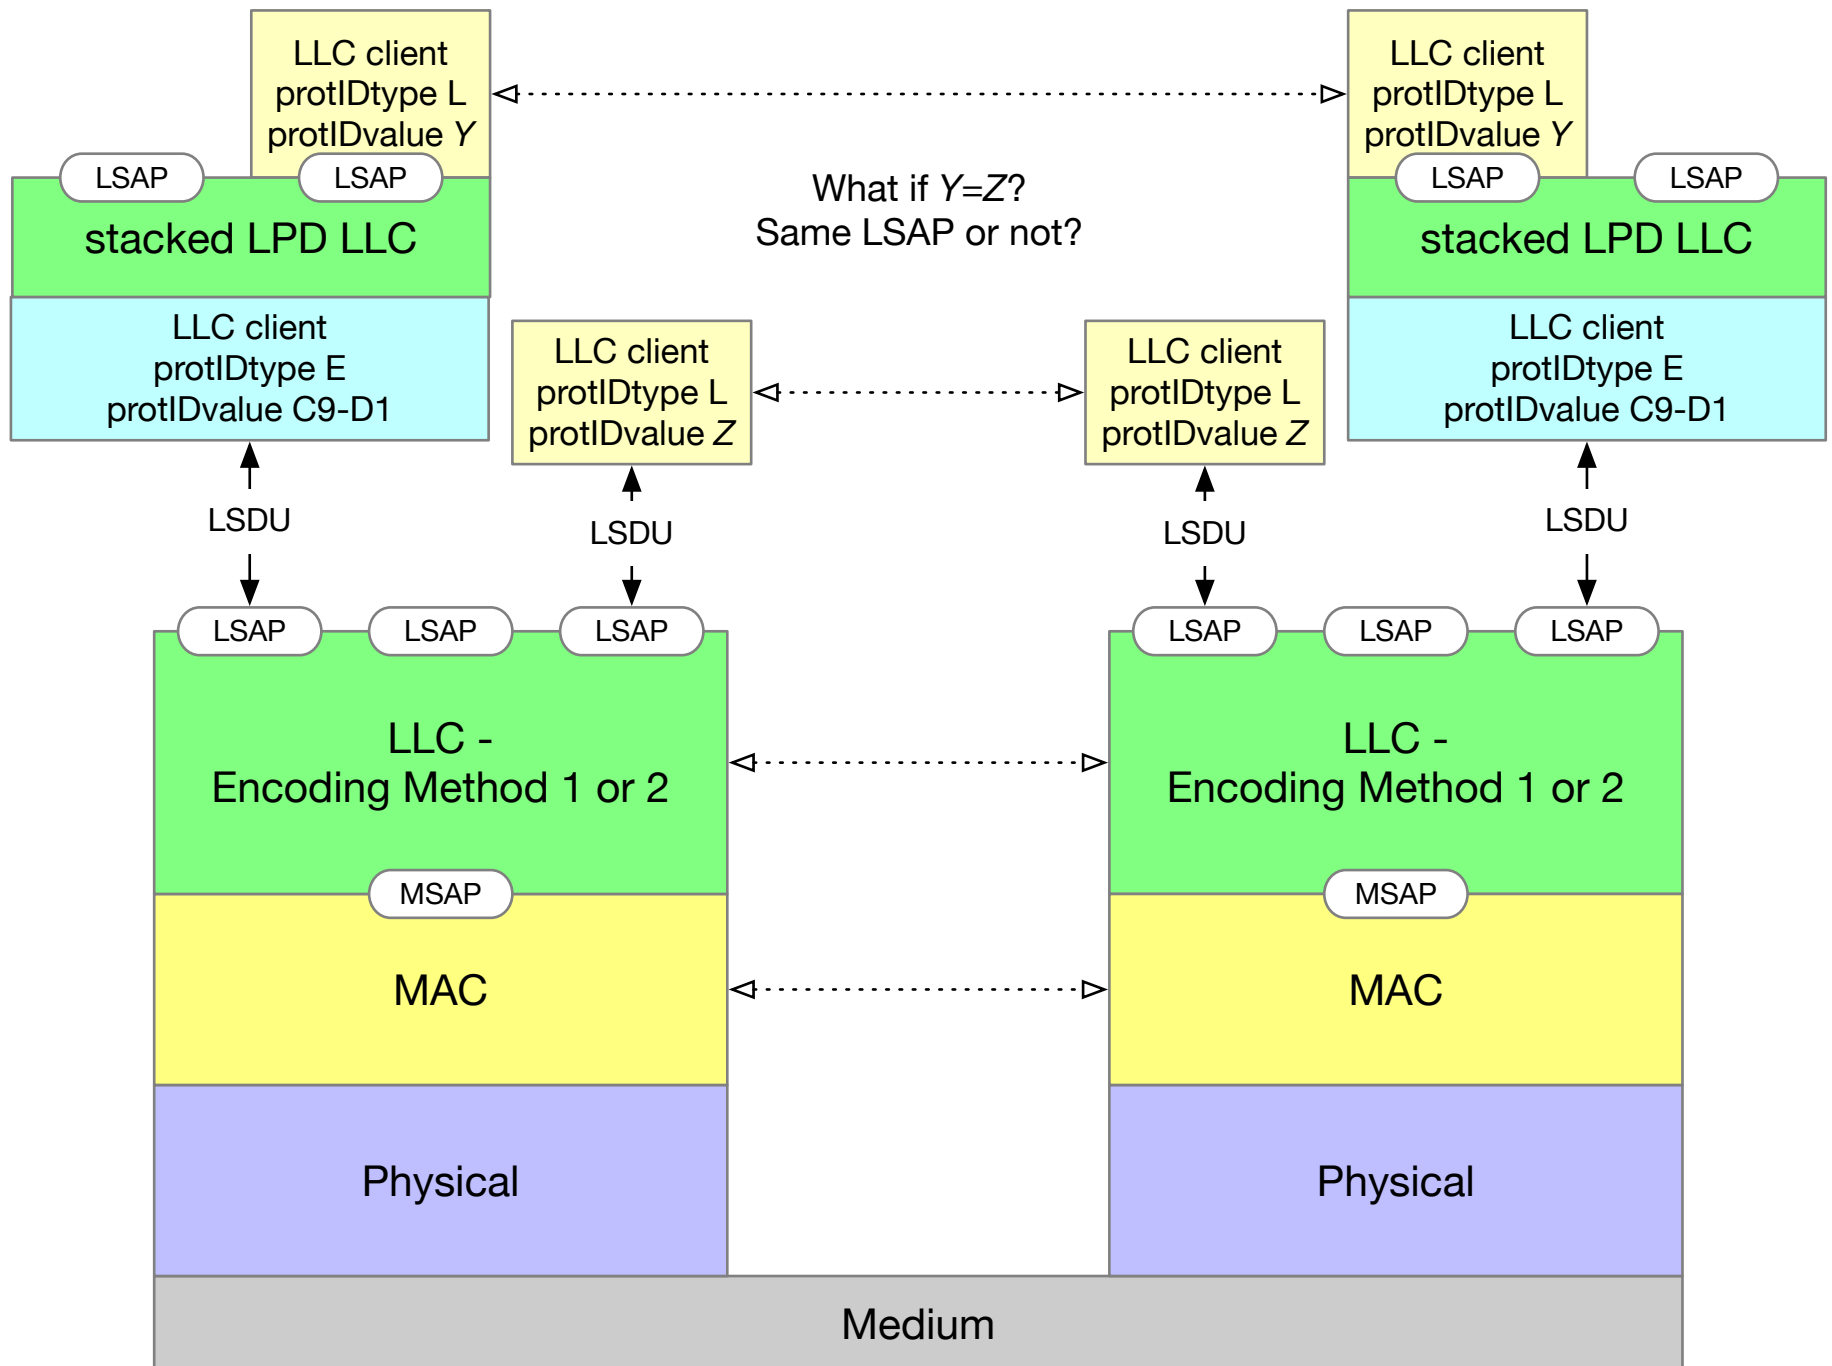 LLC client
protIDtype L
protIDvalue Y
LLC client
protIDtype L
protIDvalue Y
LSAP
LSAP
LSAP
LSAP
What if Y=Z?
Same LSAP or not?
stacked LPD LLC
stacked LPD LLC
LLC client
protIDtype E
protIDvalue C9-D1
LLC client
protIDtype L
protIDvalue Z
LLC client
protIDtype L
protIDvalue Z
LLC client
protIDtype E
protIDvalue C9-D1
LSDU
LSDU
LSDU
LSDU
LSAP
LSAP
LSAP
LSAP
LSAP
LSAP
LLC -
Encoding Method 1 or 2
LLC -
Encoding Method 1 or 2
MSAP
MSAP
MAC
MAC
Physical
Physical
Medium